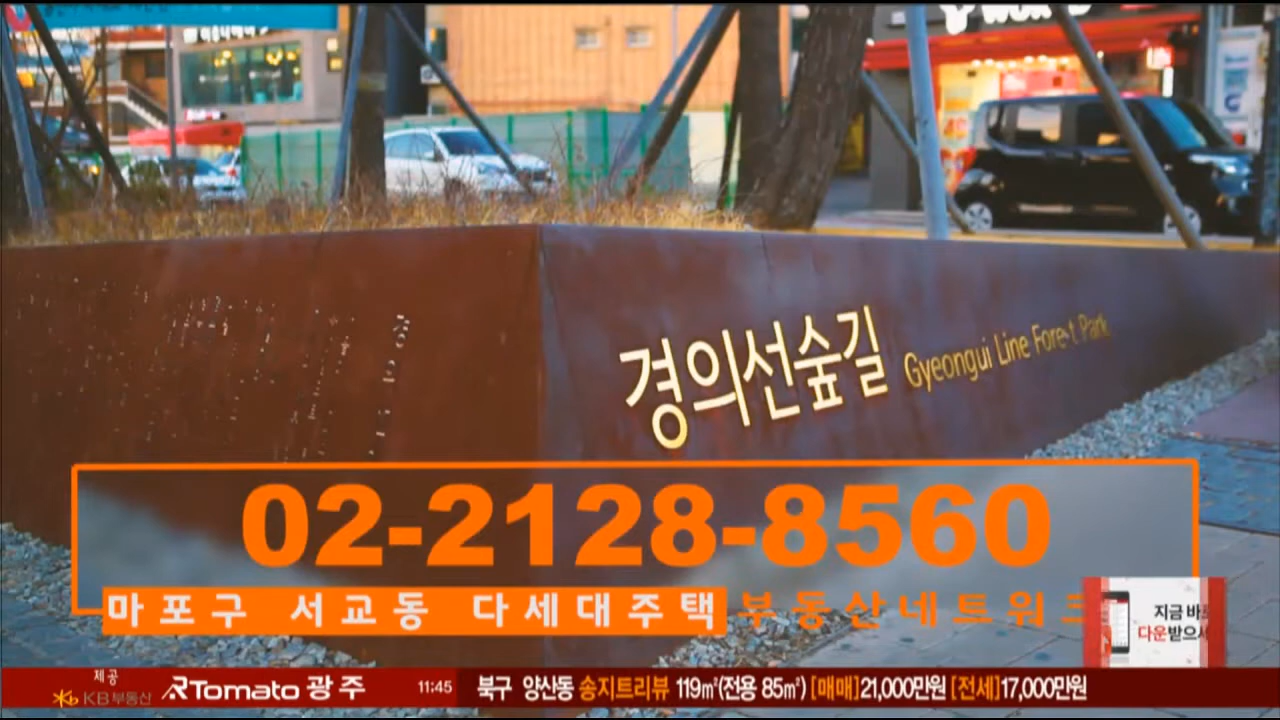 경의선숲길 Gyeongui Line Forest Park
02-2128-8560
마포구 서교동 다세대주택 부동산네트워크
지금 바로
다운받으세
제공
KB부동산 RTomato 광주 11:45 북구 양산동 송지트리뷰 119㎡(전용 85㎡) [매매]21,000만원 [전세]17,000만원